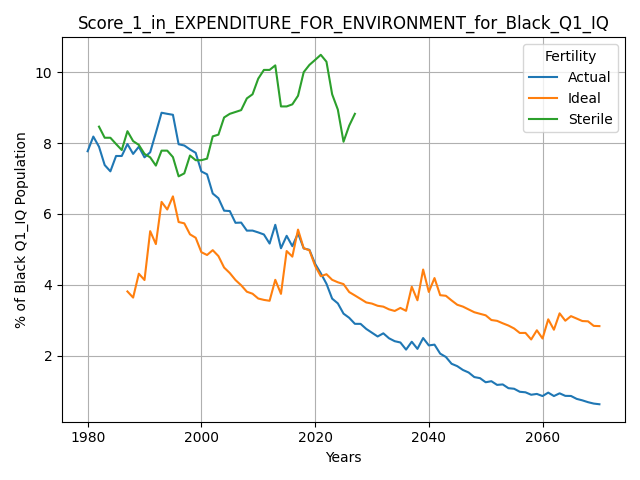 Score_1_in_EXPENDITURE_FOR_ENVIRONMENT_for_Black_Q1_IQ
Fertility
Actual
Ideal
Sterile
% of Black Q1_IQ Population
10
8
6
4
2
1980
2000
2020
2040
2060
Years